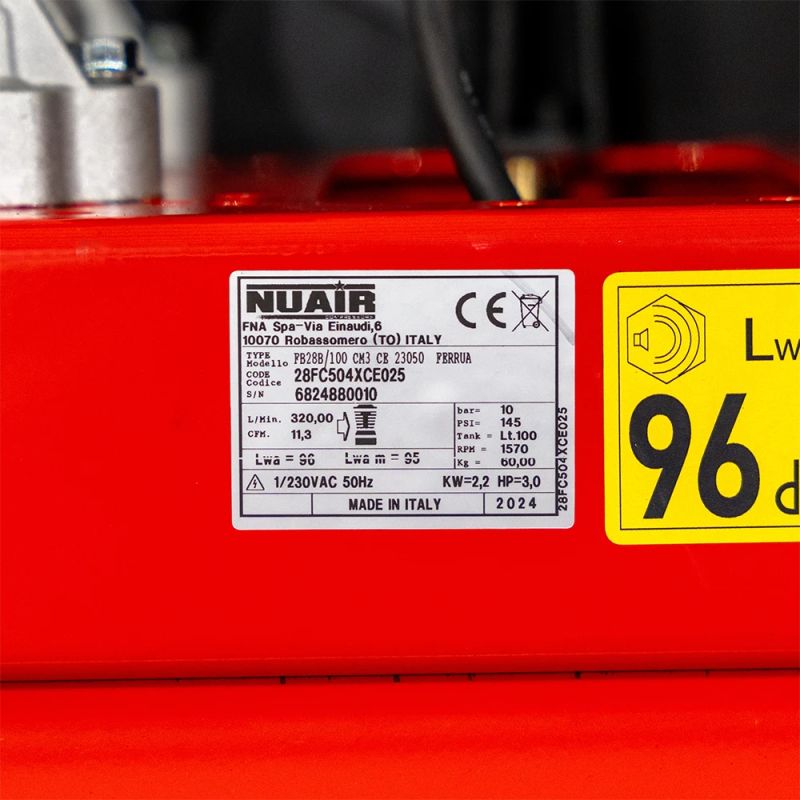 NUAIR
CE
FNA Spa-Via Einaudi,6
10070 Robassomero (TO) ITALY
TYPE
Modello FB28B/100 CM3 CE 23050 FERRUA
CODE
Codice 28FC504XCE025
S/N 6824880010
L/Min. 320,00
CFM. 11,3
bar= 10
PSI= 145
Tank = Lt.100
RPM = 1570
Kg = 60,00
Lwa = 96 Lwa m = 95
1/230VAC 50Hz KW=2,2 HP=3,0
MADE IN ITALY 2024
28FC504XCE025
Lw
96 d